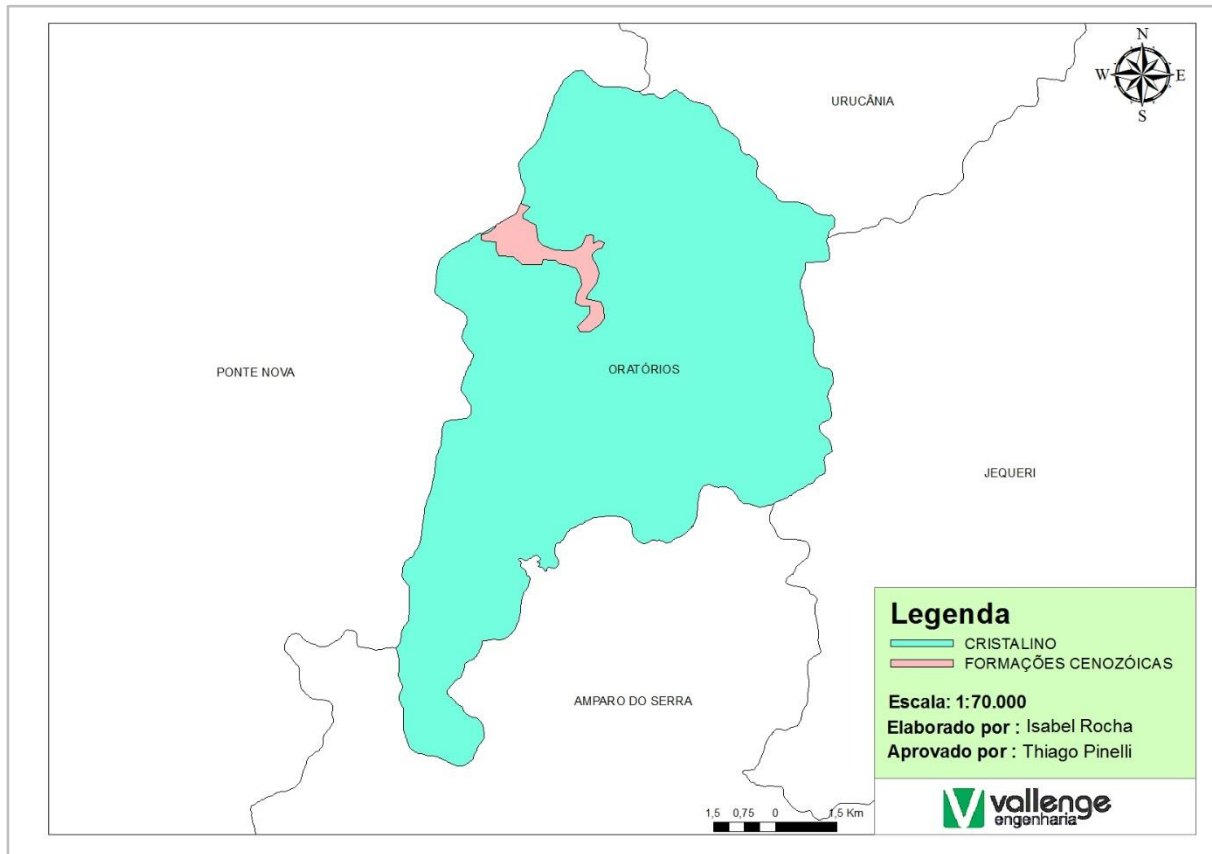 N
W E
S
URUCÂNIA
PONTE NOVA
ORATÓRIOS
JEQUERI
AMPARO DO SERRA
Legenda
CRISTALINO
FORMAÇÕES CENOZÓICAS
Escala: 1:70.000
Elaborado por : Isabel Rocha
Aprovado por : Thiago Pinelli
1,5 0,75 0 1,5 Km
vallenge
engenharia